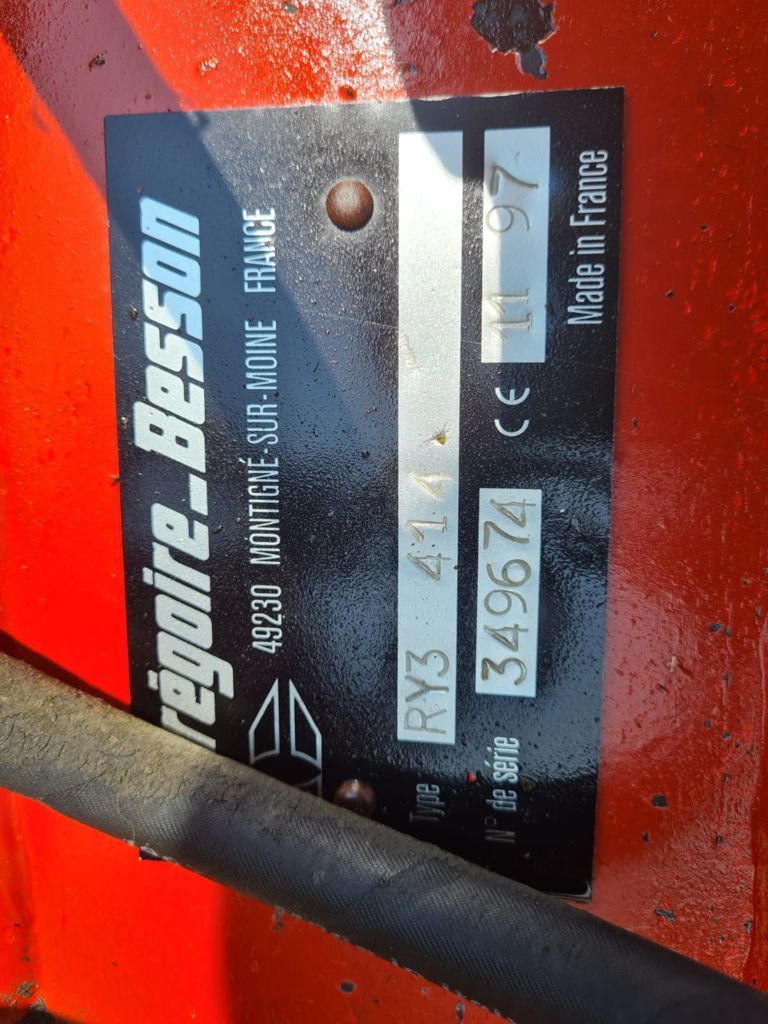 régoire_Besson
49230 MONTIGNÉ-SUR-MOINE FRANCE
Type RY3 414
N° de série 349674 CE 11 97
Made in France